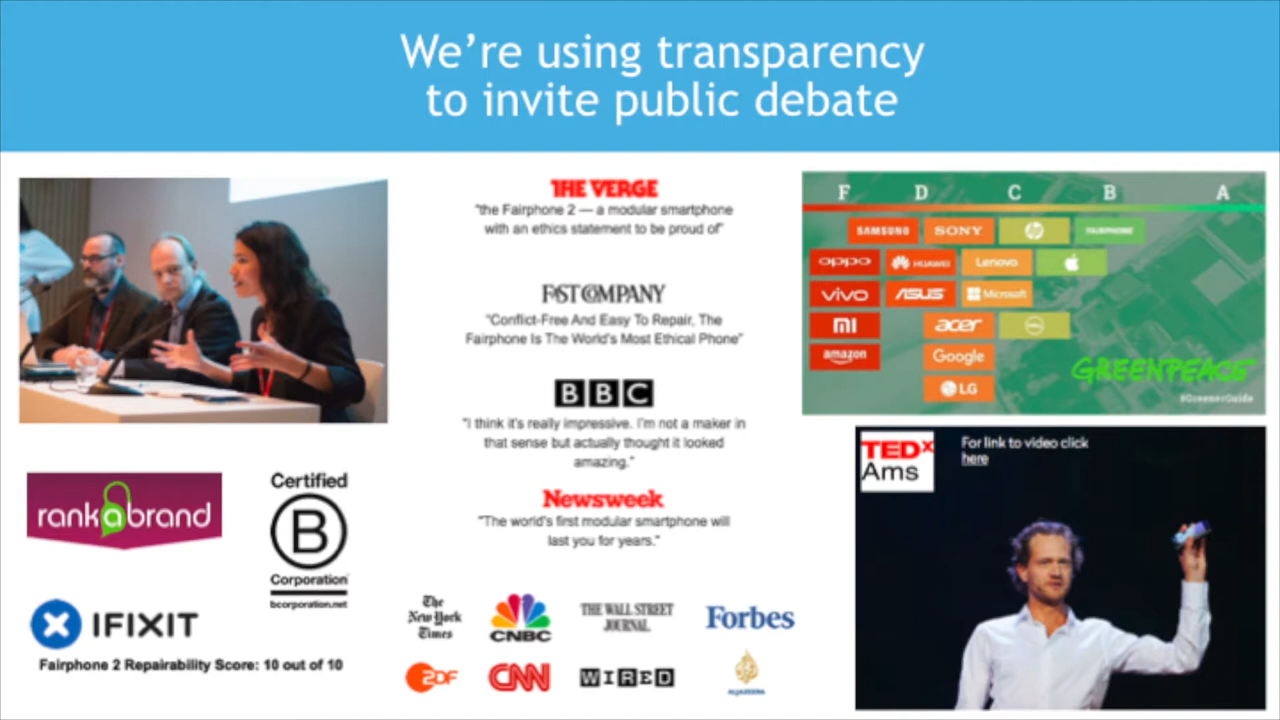 We're using transparency
to invite public debate
THE VERGE
"the Fairphone 2 — a modular smartphone
with an ethics statement to be proud of"
FAST COMPANY
"Conflict-Free And Easy To Repair, The
Fairphone Is The World's Most Ethical Phone"
BBC
"I think it's really impressive. I'm not a maker in
that sense but actually thought it looked
amazing."
Newsweek
"The world's first modular smartphone will
last you for years."
F D C B A
SAMSUNG SONY hp FAIRPHONE
oppo HUAWEI Lenovo
vivo ASUS Microsoft
MI acer DELL
amazon Google
LG
GREENPEACE
#GreenerGuide
TEDx
Ams
For link to video click
here
rankabrand
Certified
B
Corporation
bcorporation.net
IFIXIT
Fairphone 2 Repairability Score: 10 out of 10
The
New York
Times
CNBC
THE WALL STREET
JOURNAL
Forbes
ZDF
CNN
WIRED
ALJAZEERA